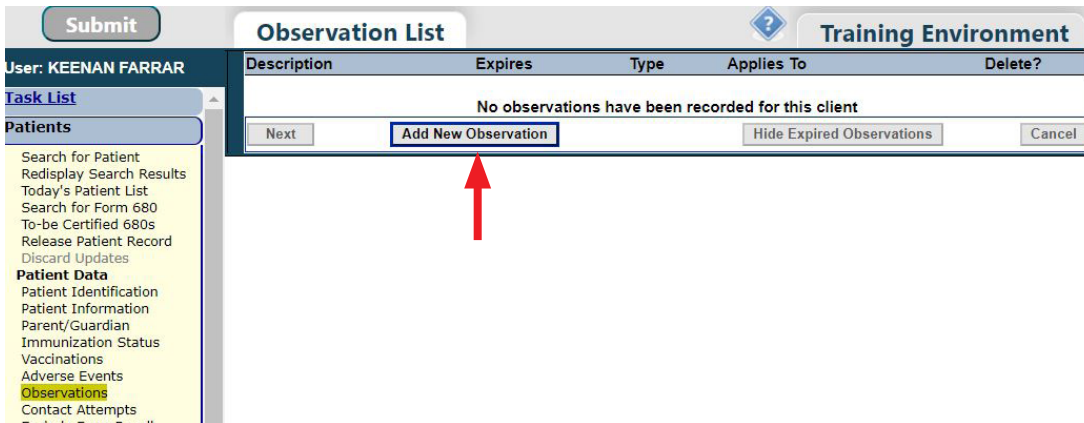 Submit
Observation List
?
Training Environment
User: KEENAN FARRAR
Description Expires Type Applies To Delete?
No observations have been recorded for this client
Next Add New Observation Hide Expired Observations Cancel
Task List
Patients
Search for Patient
Redisplay Search Results
Today's Patient List
Search for Form 680
To-be Certified 680s
Release Patient Record
Discard Updates
Patient Data
Patient Identification
Patient Information
Parent/Guardian
Immunization Status
Vaccinations
Adverse Events
Observations
Contact Attempts